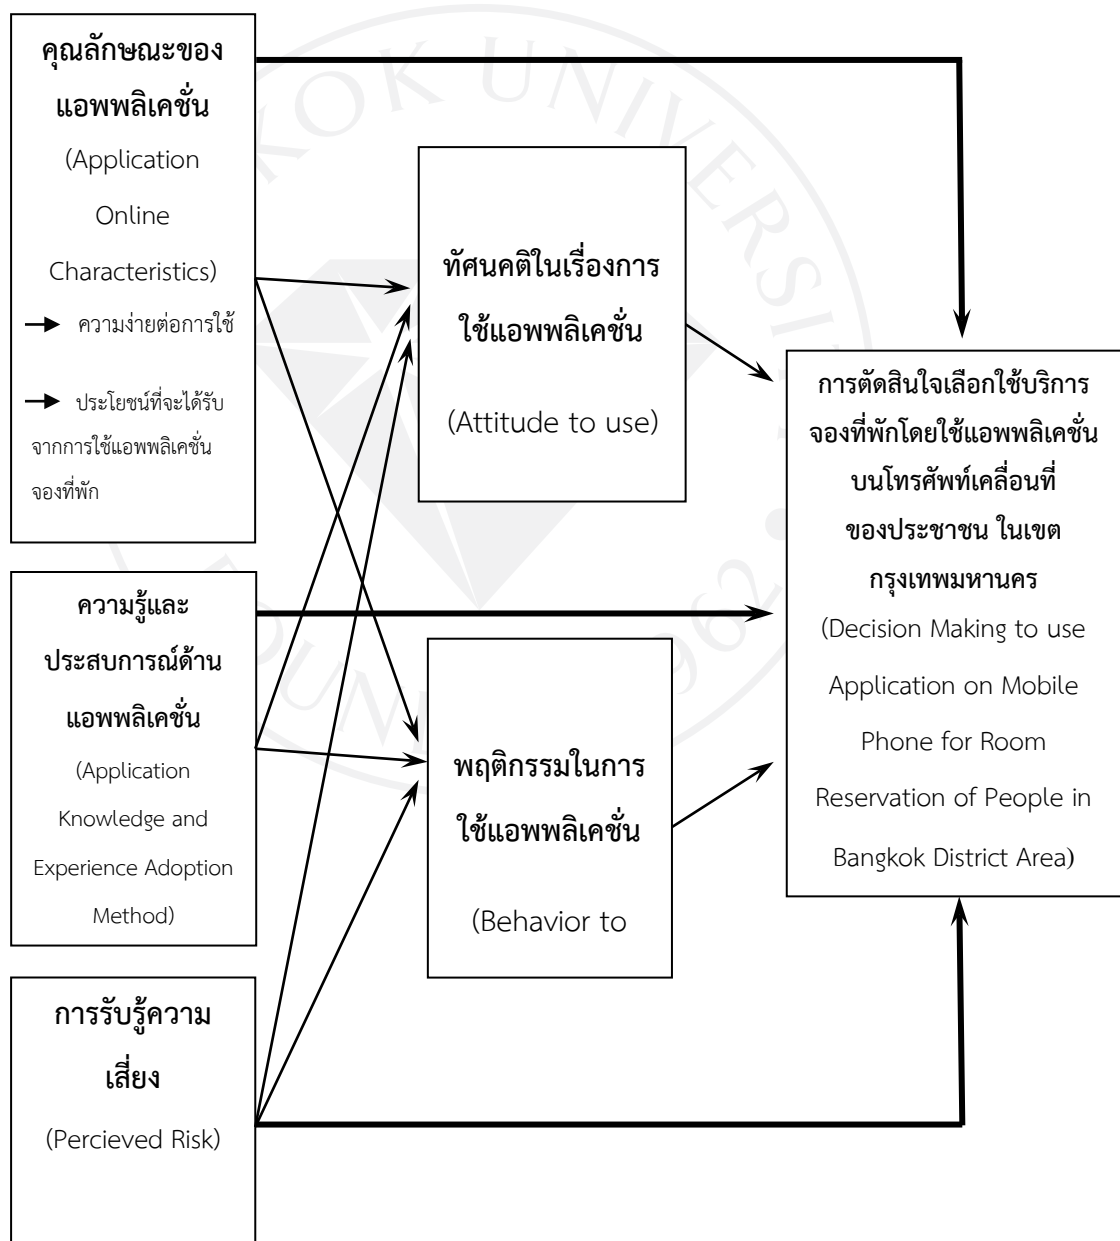 คุณลักษณะของ
แอพพลิเคชั่น
(Application
Online
Characteristics)
ความง่ายต่อการใช้
ประโยชน์ที่จะได้รับ
จากการใช้แอพพลิเคชั่น
จองที่พัก
ความรู้และ
ประสบการณ์ด้าน
แอพพลิเคชั่น
(Application
Knowledge and
Experience Adoption
Method)
การรับรู้ความ
เสี่ยง
(Percieved Risk)
ทัศนคติในเรื่องการ
ใช้แอพพลิเคชั่น
(Attitude to use)
พฤติกรรมในการ
ใช้แอพพลิเคชั่น
(Behavior to
การตัดสินใจเลือกใช้บริการ
จองที่พักโดยใช้แอพพลิเคชั่น
บนโทรศัพท์เคลื่อนที่
ของประชาชน ในเขต
กรุงเทพมหานคร
(Decision Making to use
Application on Mobile
Phone for Room
Reservation of People in
Bangkok District Area)